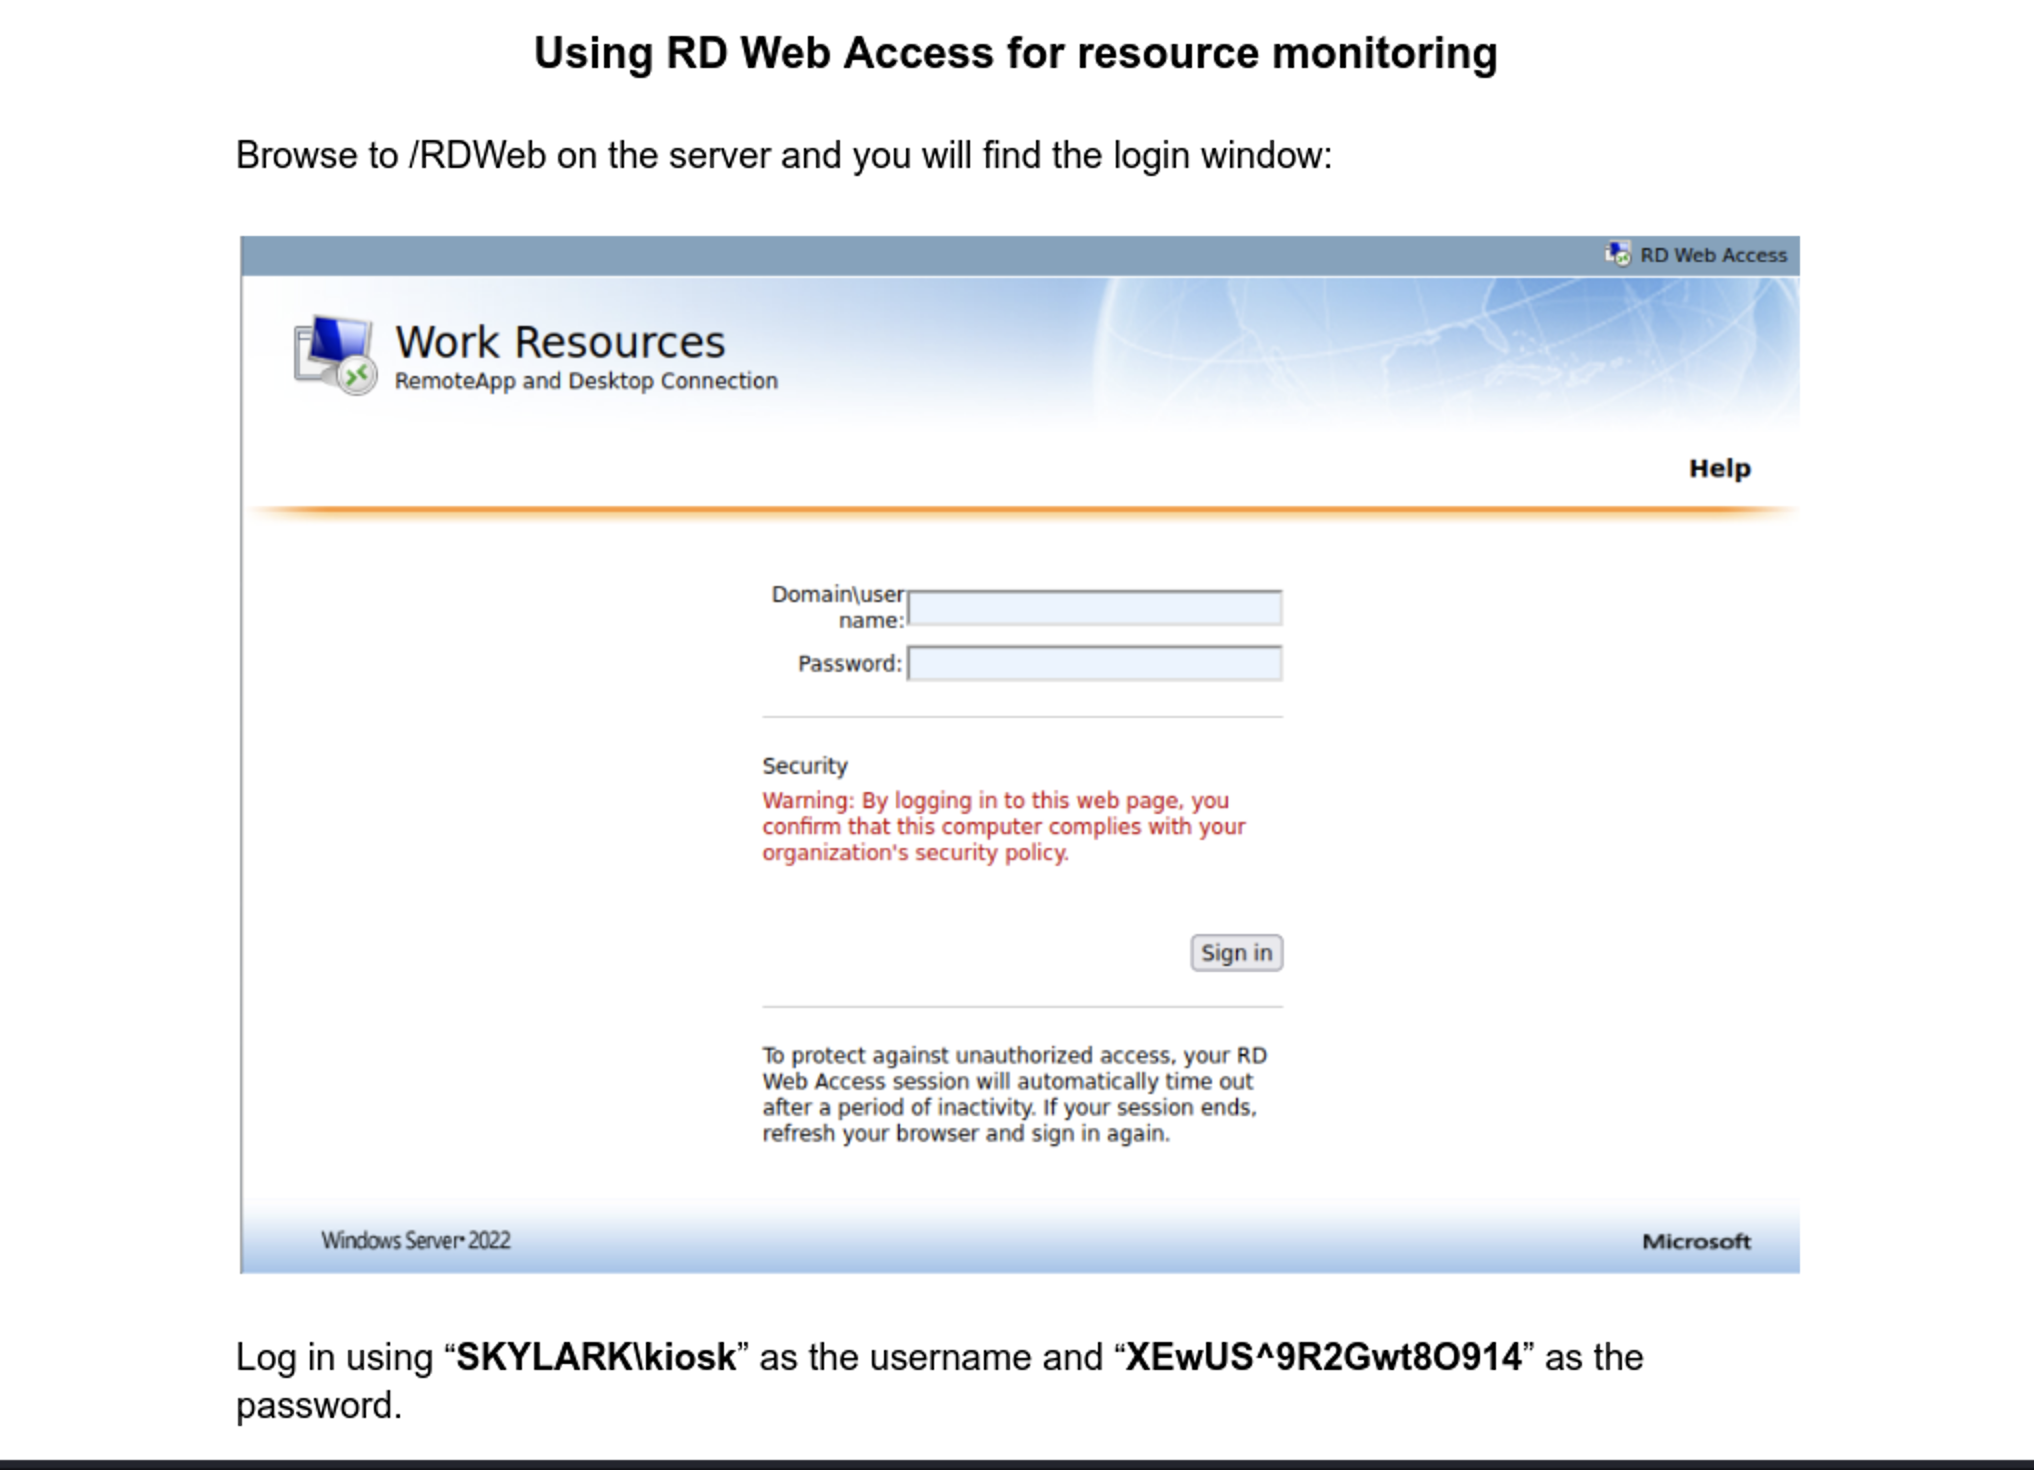 Using RD Web Access for resource monitoring
Browse to /RDWeb on the server and you will find the login window:
RD Web Access
Work Resources
RemoteApp and Desktop Connection
Help
Domain\user
name:
Password:
Security
Warning: By logging in to this web page, you
confirm that this computer complies with your
organization's security policy.
Sign in
To protect against unauthorized access, your RD
Web Access session will automatically time out
after a period of inactivity. If your session ends,
refresh your browser and sign in again.
Windows Server 2022
Microsoft
Log in using “SKYLARK\kiosk” as the username and “XEwUS^9R2Gwt8O914” as the
password.